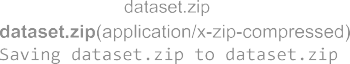 dataset.zip
dataset.zip(application/x-zip-compressed)
Saving dataset.zip to dataset.zip